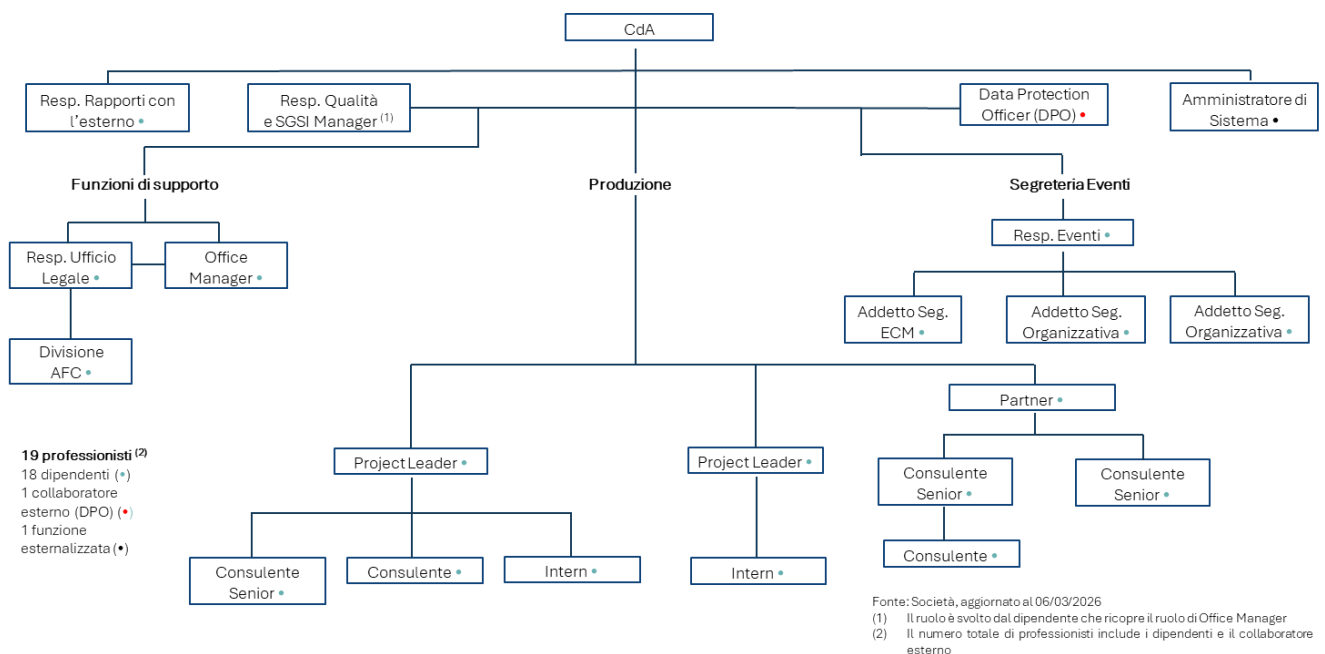 CdA
Resp. Rapporti con
l'esterno •
Resp. Qualità
e SGSI Manager (1)
Data Protection
Officer (DPO) •
Amministratore di
Sistema •
Funzioni di supporto
Produzione
Segreteria Eventi
Resp. Ufficio
Legale •
Office
Manager •
Resp. Eventi •
Addetto Seg.
ECM •
Addetto Seg.
Organizzativa •
Addetto Seg.
Organizzativa •
Divisione
AFC •
Partner •
Project Leader •
Project Leader •
Consulente
Senior •
Consulente
Senior •
Consulente •
Consulente
Senior •
Consulente •
Intern •
Intern •
19 professionisti (2)
18 dipendenti (•)
1 collaboratore
esterno (DPO) (•)
1 funzione
esternalizzata (•)
Fonte: Società, aggiornato al 06/03/2026
(1) Il ruolo è svolto dal dipendente che ricopre il ruolo di Office Manager
(2) Il numero totale di professionisti include i dipendenti e il collaboratore
esterno